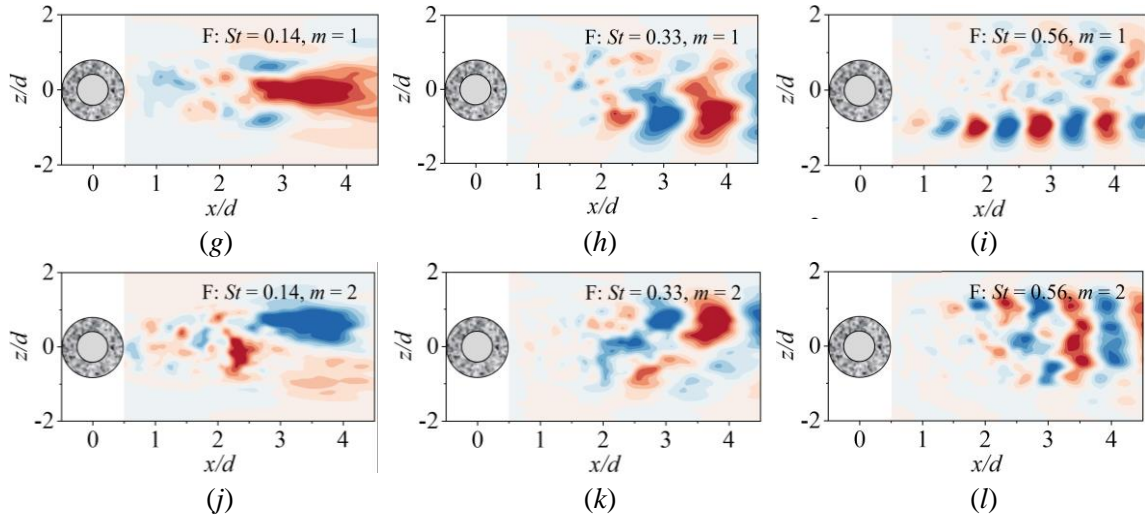 2
F: St = 0.14, m = 1
z/d
0
-2
0 1 2 3 4
x/d
(g)
2
F: St = 0.33, m = 1
z/d
0
-2
0 1 2 3 4
x/d
(h)
2
F: St = 0.56, m = 1
z/d
0
-2
0 1 2 3 4
x/d
(i)
2
F: St = 0.14, m = 2
z/d
0
-2
0 1 2 3 4
x/d
(j)
2
F: St = 0.33, m = 2
z/d
0
-2
0 1 2 3 4
x/d
(k)
2
F: St = 0.56, m = 2
z/d
0
-2
0 1 2 3 4
x/d
(l)